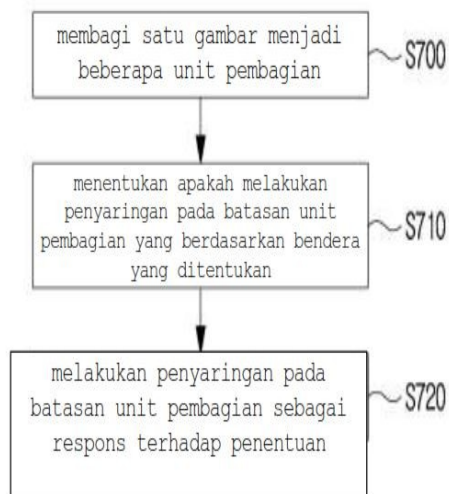 membagi satu gambar menjadi
beberapa unit pembagian
S700
menentukan apakah melakukan
penyaringan pada batasan unit
pembagian yang berdasarkan bendera
yang ditentukan
S710
melakukan penyaringan pada
batasan unit pembagian sebagai
respons terhadap penentuan
S720